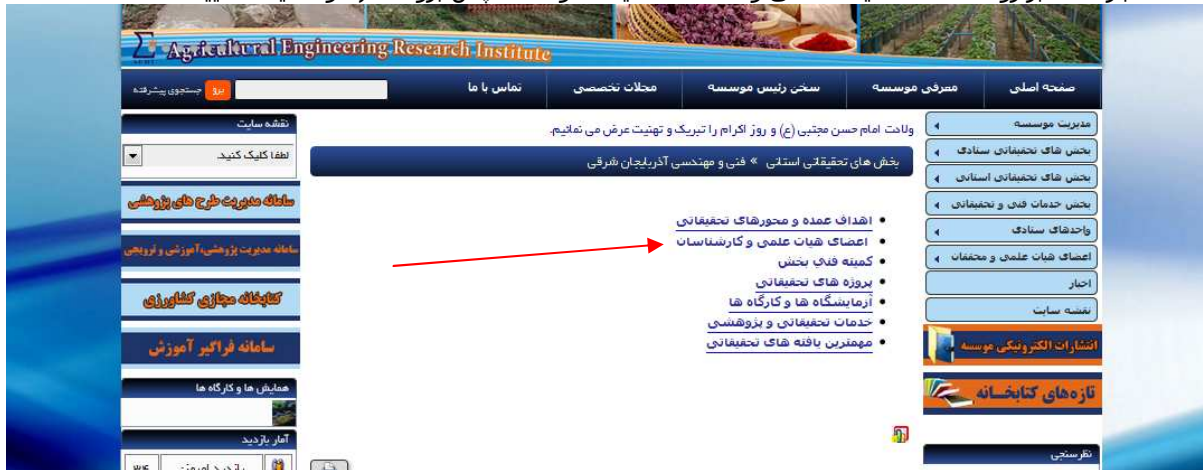 Agricultural Engineering Research Institute
صفحه اصلی
معرفی موسسه
سخن رئیس موسسه
مجلات تخصصی
تماس با ما
برو
جستجوی پیشرفته
مدیریت موسسه
بخش های تحقیقاتی ستادی
بخش های تحقیقاتی استانی
بخش خدمات فنی و تحقیقاتی
واحدهای ستادی
اعضای هیات علمی و محققان
اخبار
نقشه سایت
انتشارات الکترونیکی موسسه
تازه‌های کتابخانه
نظرسنجی
ولادت امام حسن مجتبی (ع) و روز اکرام را تبریک و تهنیت عرض می نمائیم.
بخش های تحقیقاتی استانی » فنی و مهندسی آذربایجان شرقی
اهداف عمده و محورهای تحقیقاتی
اعضای هیات علمی و کارشناسان
کمیته فني بخش
پروژه های تحقیقاتی
آزمایشگاه ها و کارگاه ها
خدمات تحقیقاتی و پژوهشی
مهمترین یافته های تحقیقاتی
نقشه سایت
لطفا کلیک کنید.
سامانه مدیریت طرح های پژوهشی
سامانه مدیریت پژوهشی، آموزشی و ترویجی
کتابخانه مجازی کشاورزی
سامانه فراگیر آموزش
همایش ها و کارگاه ها
آمار بازدید